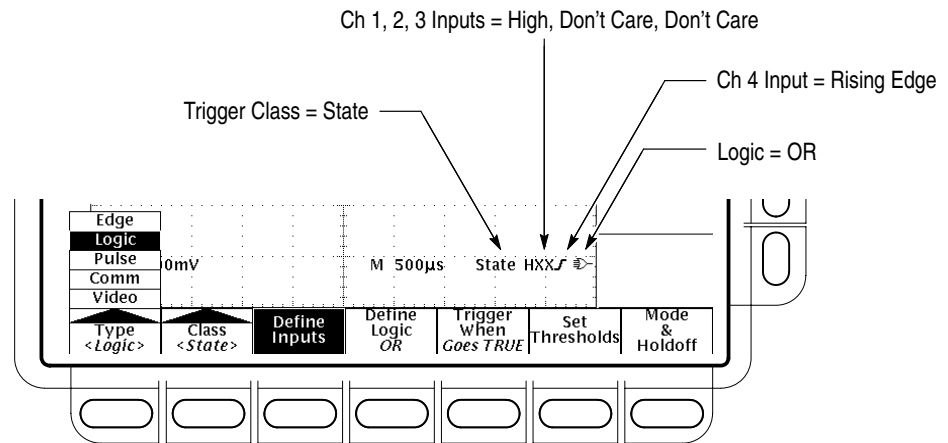 Ch 1, 2, 3 Inputs = High, Don't Care, Don't Care
Ch 4 Input = Rising Edge
Trigger Class = State
Logic = OR
Edge
Logic
Pulse
Comm
Video
0mV
M 500µs
State HXX
Type
<Logic>
Class
<State>
Define
Inputs
Define
Logic
OR
Trigger
When
Goes TRUE
Set
Thresholds
Mode
&
Holdoff